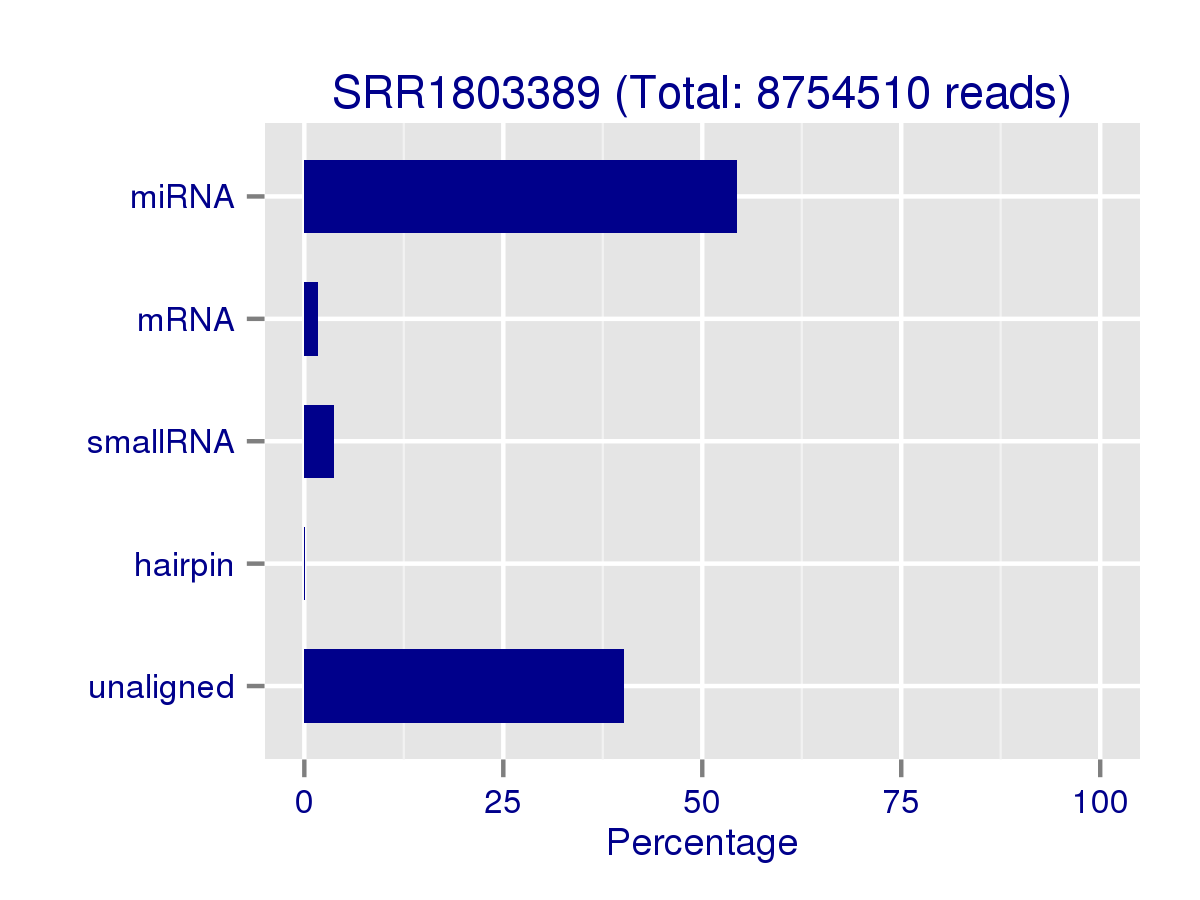 SRR1803389 (Total: 8754510 reads)
miRNA
mRNA
smallRNA
hairpin
unaligned
0 25 50 75 100
Percentage